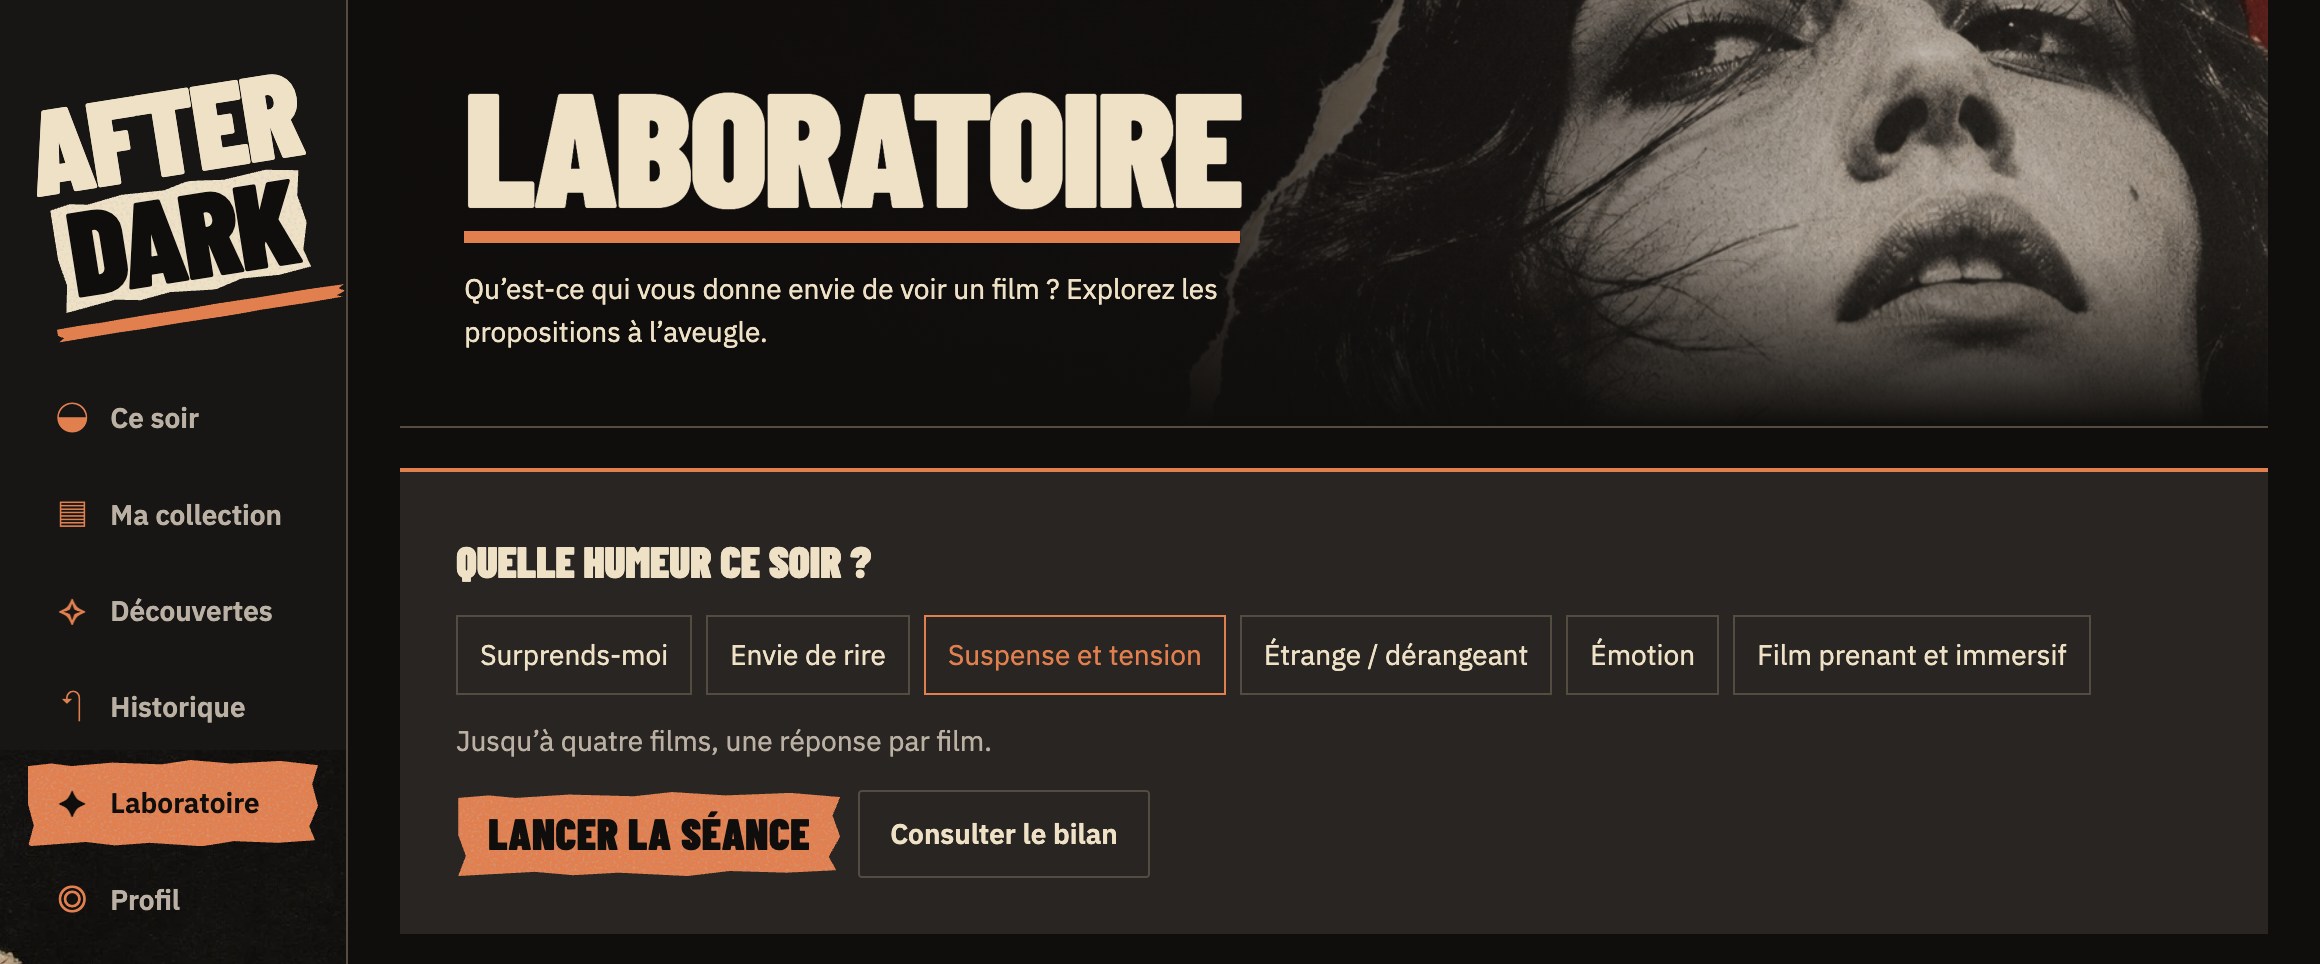 AFTER
DARK
Ce soir
Ma collection
Découvertes
Historique
Laboratoire
Profil
LABORATOIRE
Qu’est-ce qui vous donne envie de voir un film ? Explorez les
propositions à l’aveugle.
QUELLE HUMEUR CE SOIR ?
Surprends-moi
Envie de rire
Suspense et tension
Étrange / dérangeant
Émotion
Film prenant et immersif
Jusqu’à quatre films, une réponse par film.
LANCER LA SÉANCE
Consulter le bilan